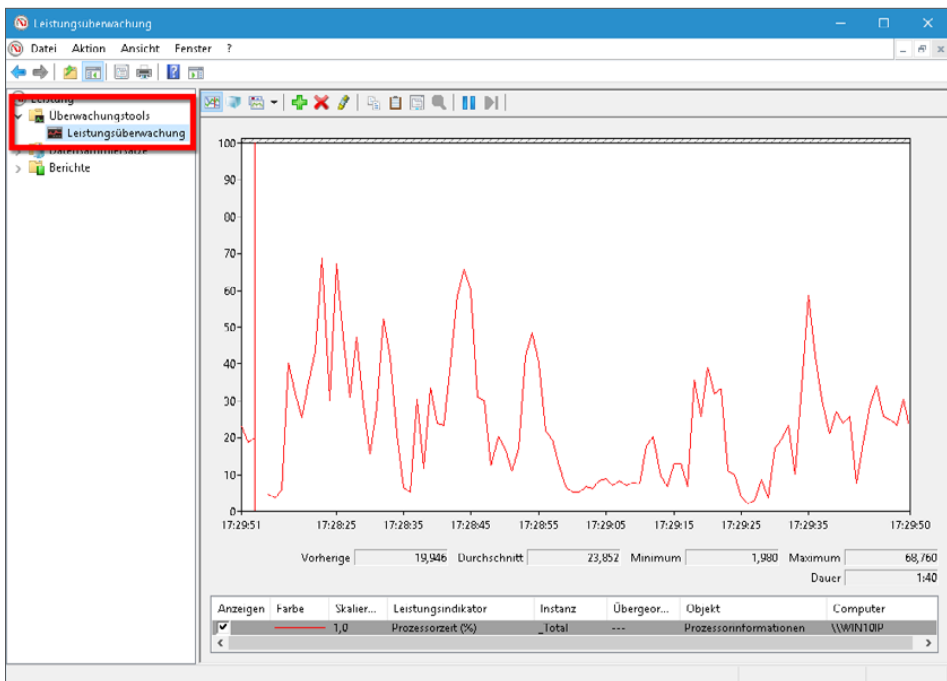 Leistungsüberwachung
Datei Aktion Ansicht Fenster ?
Leistung
Überwachungstools
Leistungsüberwachung
Datensammlersätze
Berichte
100
90
80
70
60
50
40
30
20
10
0
17:29:51 17:28:25 17:28:35 17:28:45 17:28:55 17:29:05 17:29:15 17:29:25 17:29:35 17:29:50
Vorherige 19,946 Durchschnitt 23,852 Minimum 1,980 Maximum 68,760
Dauer 1:40
Anzeigen Farbe Skalier... Leistungsindikator Instanz Übergeor... Objekt Computer
1,0 Prozessorzeit (%) _Total --- Prozessorinformationen \\WIN10IP